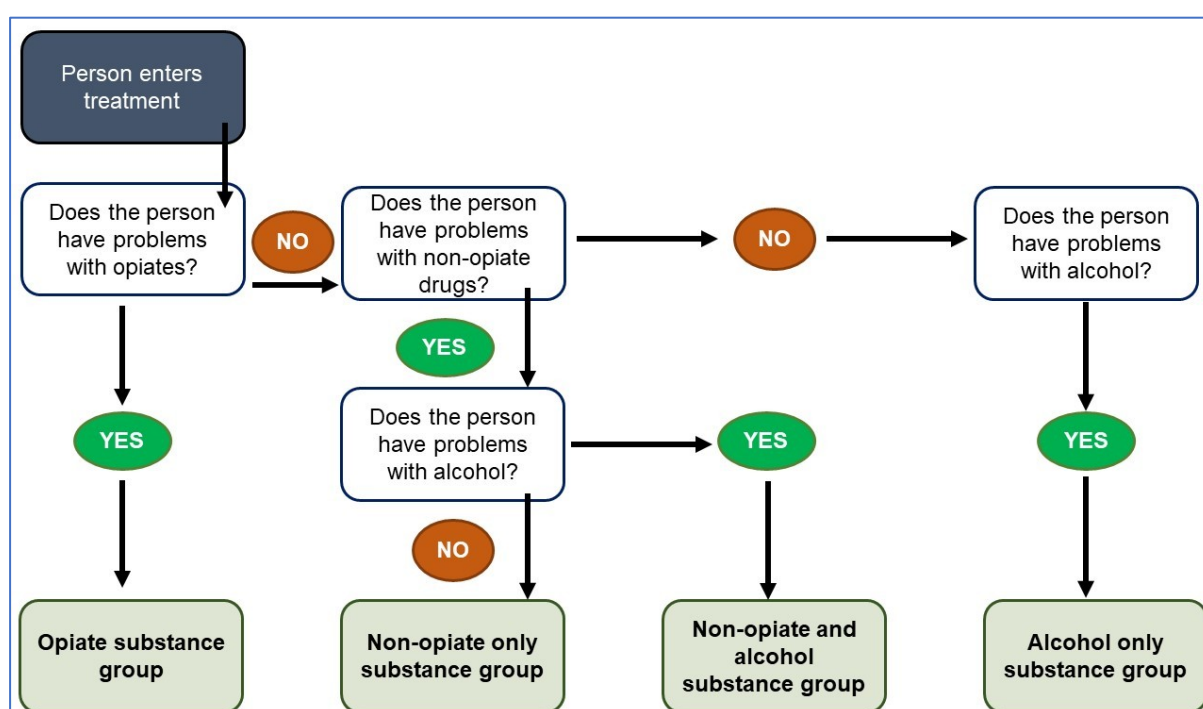 Person enters
treatment
Does the person
have problems
with opiates?
NO
Does the person
have problems
with non-opiate
drugs?
NO
Does the person
have problems
with alcohol?
YES
YES
Does the person
have problems
with alcohol?
YES
YES
NO
Opiate substance
group
Non-opiate only
substance group
Non-opiate and
alcohol
substance group
Alcohol only
substance group